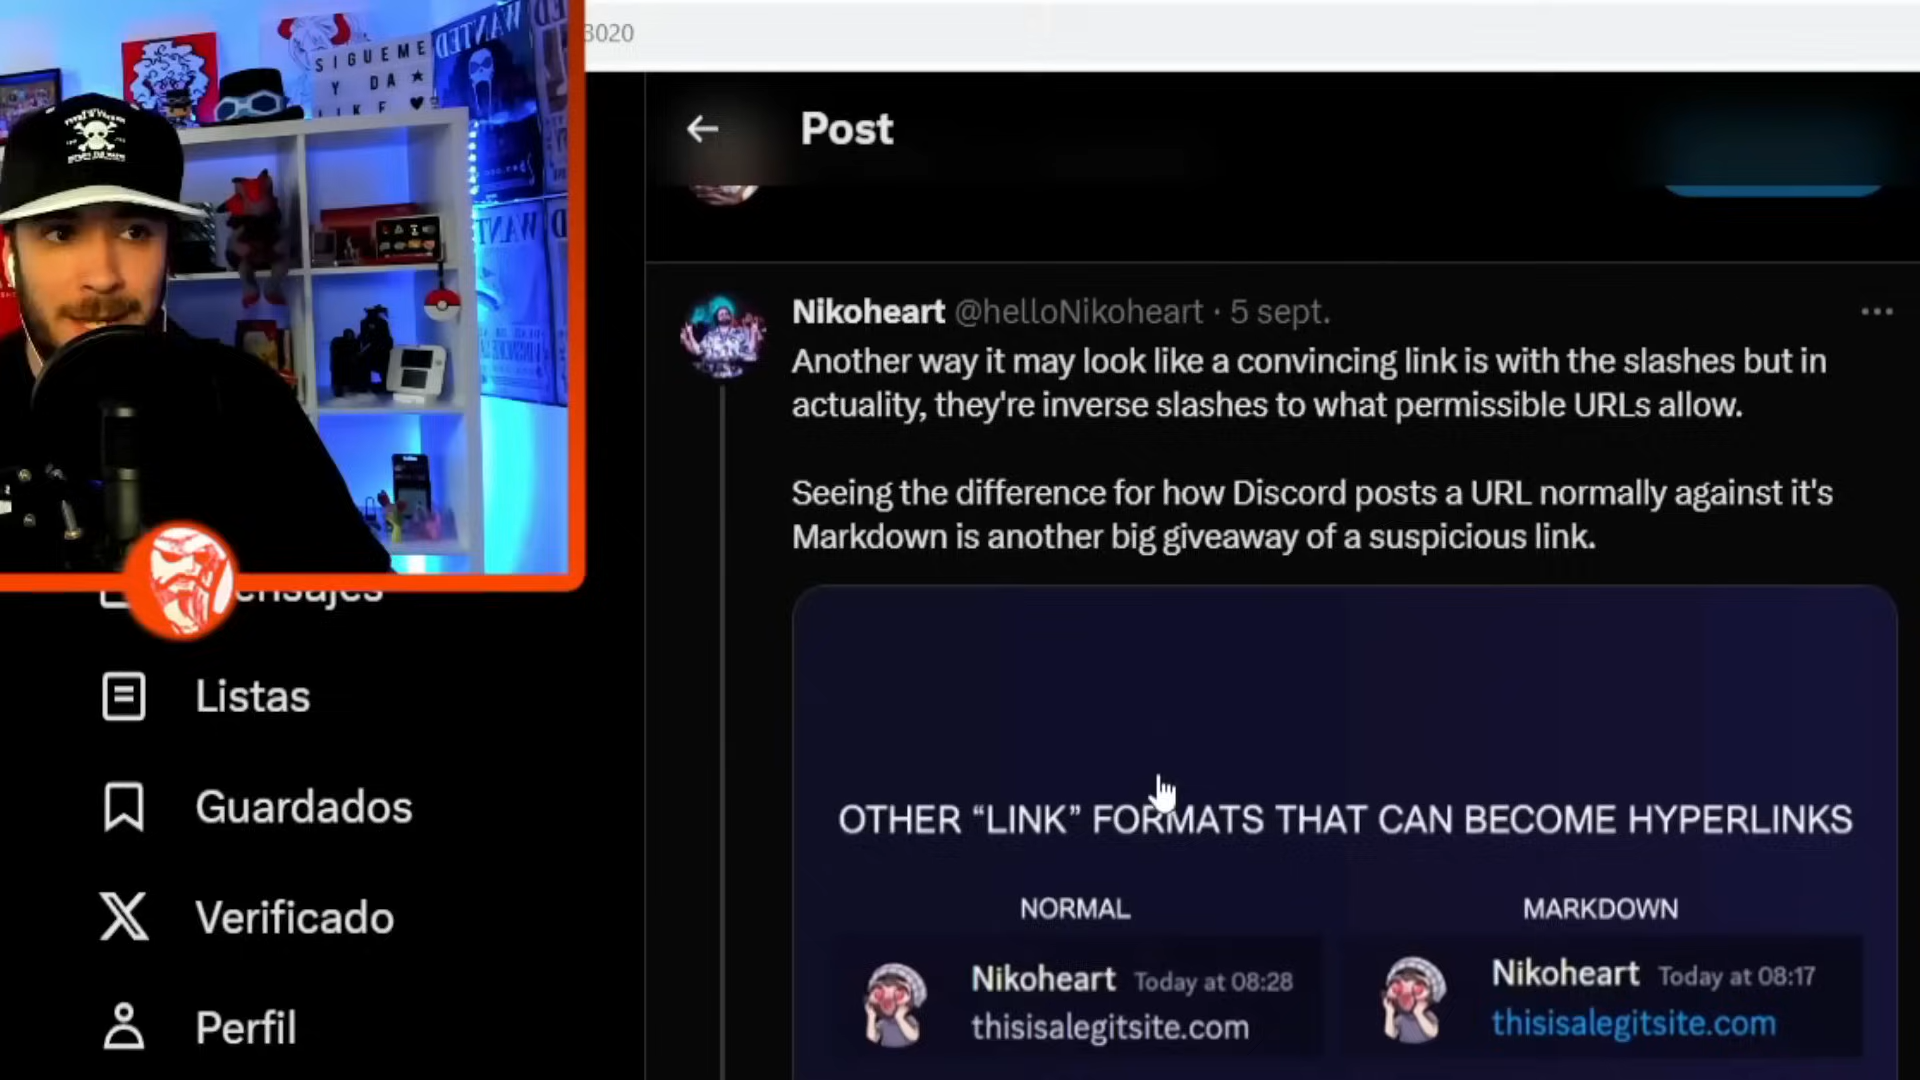 3020
SIGUEME
Y DA ★
LIKE ♥
WANTED
WANTED
Post
Nikoheart @helloNikoheart · 5 sept.
Another way it may look like a convincing link is with the slashes but in
actuality, they're inverse slashes to what permissible URLs allow.
Seeing the difference for how Discord posts a URL normally against it's
Markdown is another big giveaway of a suspicious link.
Mensajes
Listas
Guardados
Verificado
Perfil
OTHER “LINK” FORMATS THAT CAN BECOME HYPERLINKS
NORMAL
MARKDOWN
Nikoheart Today at 08:28
thisisalegitsite.com
Nikoheart Today at 08:17
thisisalegitsite.com